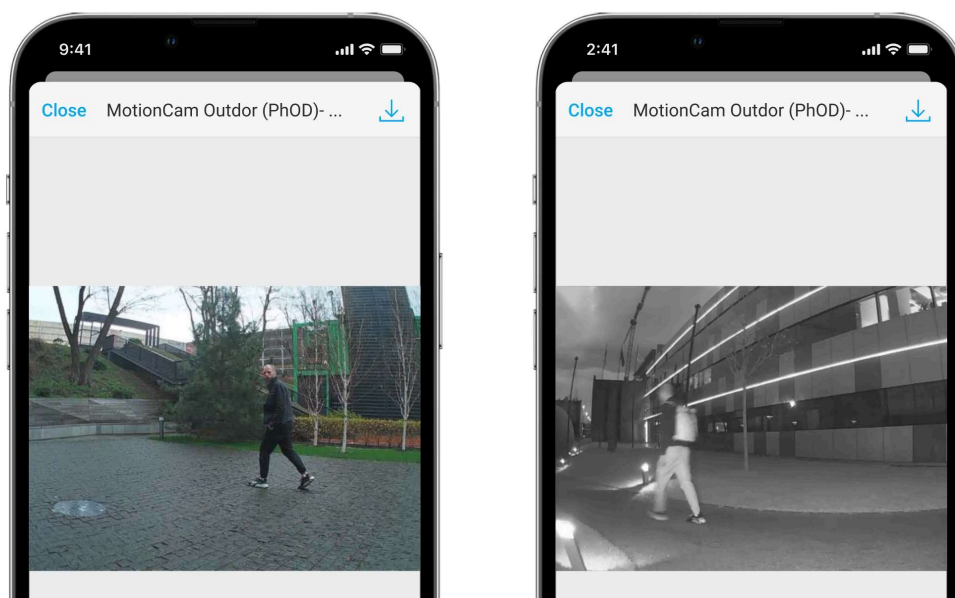 9:41
Close MotionCam Outdor (PhOD)- ...
2:41
Close MotionCam Outdor (PhOD)- ...